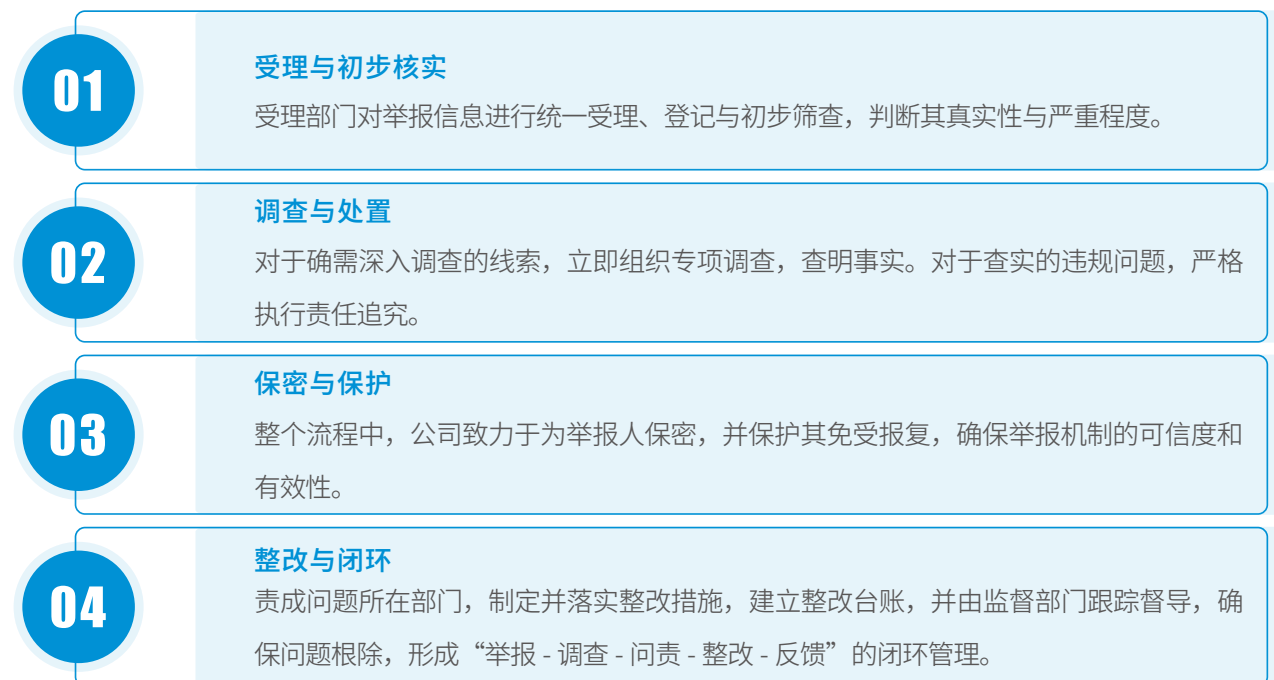 01
受理与初步核实
受理部门对举报信息进行统一受理、登记与初步筛查，判断其真实性与严重程度。
02
调查与处置
对于确需深入调查的线索，立即组织专项调查，查明事实。对于查实的违规问题，严格
执行责任追究。
03
保密与保护
整个流程中，公司致力于为举报人保密，并保护其免受报复，确保举报机制的可信度和
有效性。
04
整改与闭环
责成问题所在部门，制定并落实整改措施，建立整改台账，并由监督部门跟踪督导，确
保问题根除，形成“举报 - 调查 - 问责 - 整改 - 反馈”的闭环管理。